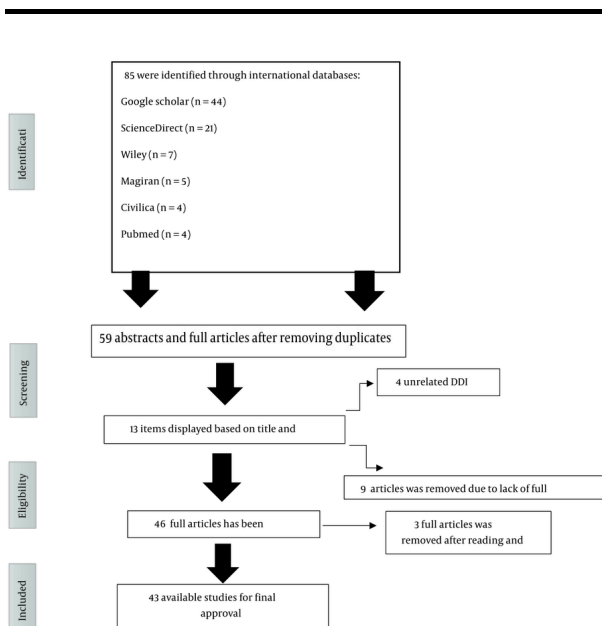 85 were identified through international databases:
Google scholar (n = 44)
ScienceDirect (n = 21)
Wiley (n = 7)
Magiran (n = 5)
Civilica (n = 4)
Pubmed (n = 4)
Identificati
59 abstracts and full articles after removing duplicates
Screening
4 unrelated DDI
13 items displayed based on title and
9 articles was removed due to lack of full
Eligibility
46 full articles has been
3 full articles was
removed after reading and
Included
43 available studies for final
approval